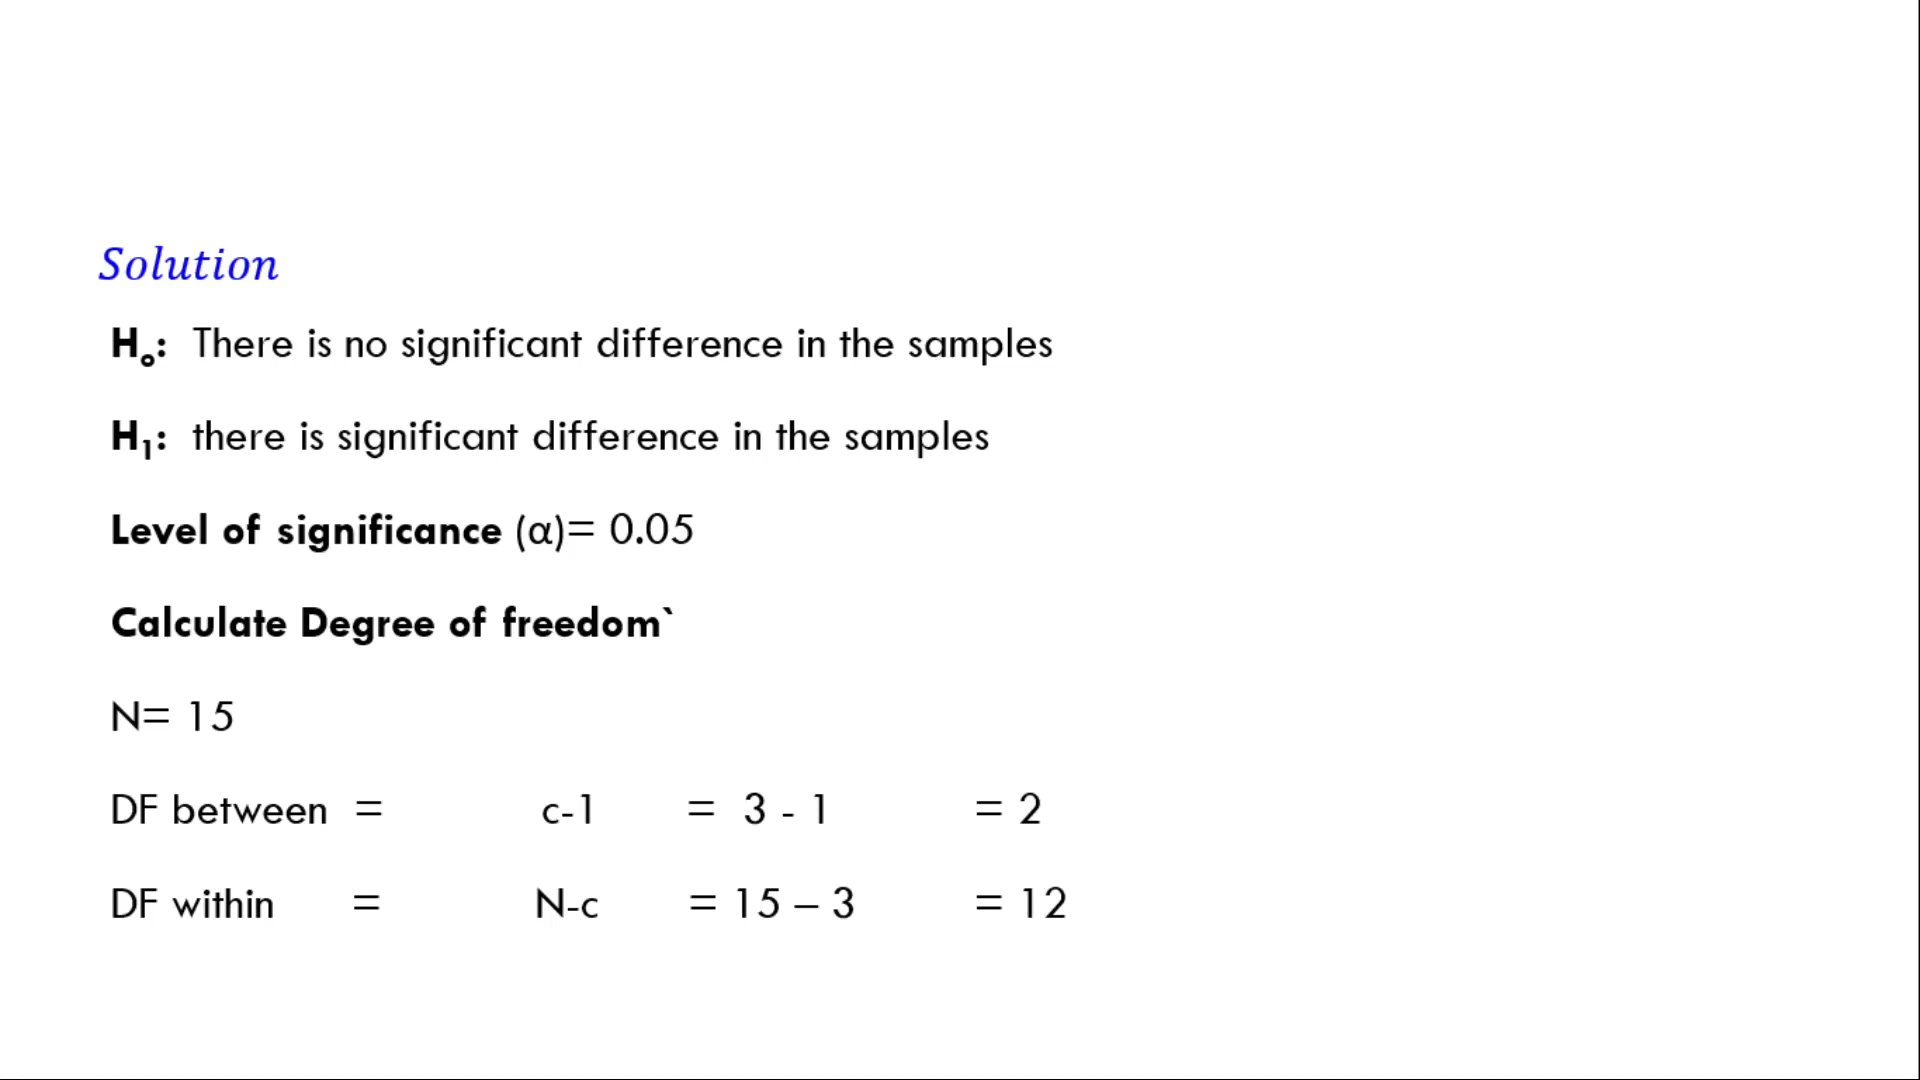 Solution
Ho: There is no significant difference in the samples
H1: there is significant difference in the samples
Level of significance (α)= 0.05
Calculate Degree of freedom`
N= 15
DF between = c-1 = 3 - 1 = 2
DF within = N-c = 15 – 3 = 12